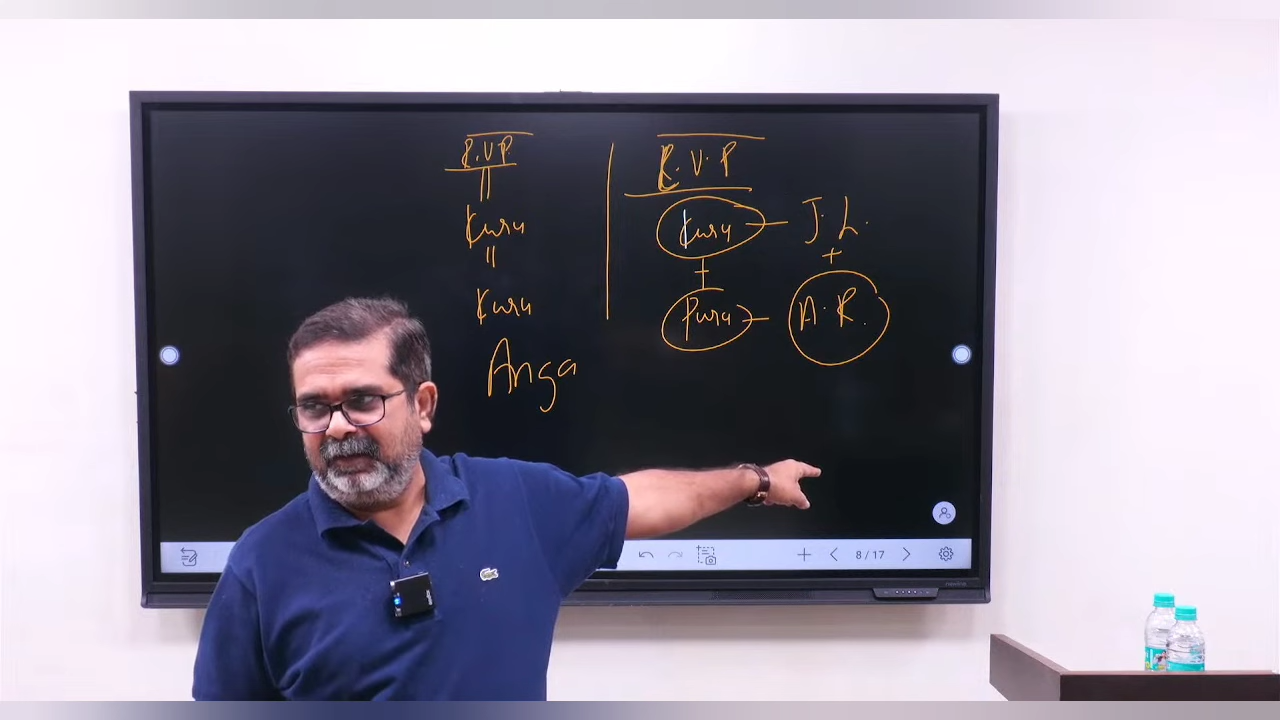 R.V.P.
Kuru
Kuru
Anga
R.V.P
Kuru - J.L.
+ +
Puru - A.R.
8/17